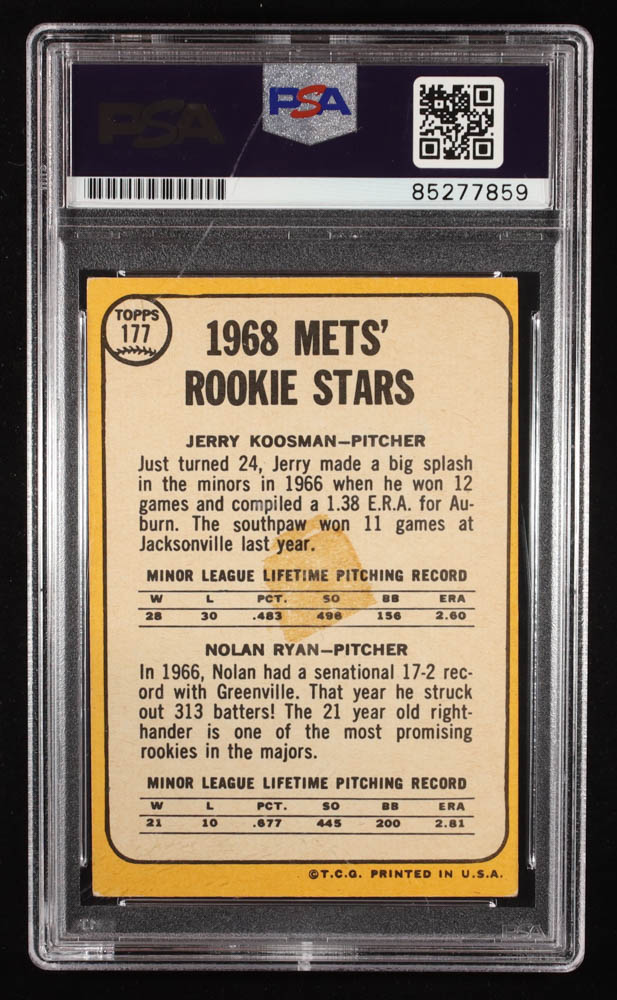 PSA PSA
85277859
TOPPS
177
1968 METS'
ROOKIE STARS
JERRY KOOSMAN—PITCHER
Just turned 24, Jerry made a big splash
in the minors in 1966 when he won 12
games and compiled a 1.38 E.R.A. for Au-
burn. The southpaw won 11 games at
Jacksonville last year.
MINOR LEAGUE LIFETIME PITCHING RECORD
W L PCT. SO BB ERA
28 30 .483 496 156 2.60
NOLAN RYAN—PITCHER
In 1966, Nolan had a senational 17-2 rec-
ord with Greenville. That year he struck
out 313 batters! The 21 year old right-
hander is one of the most promising
rookies in the majors.
MINOR LEAGUE LIFETIME PITCHING RECORD
W L PCT. SO BB ERA
21 10 .677 445 200 2.81
©T.C.G. PRINTED IN U.S.A.
PSA